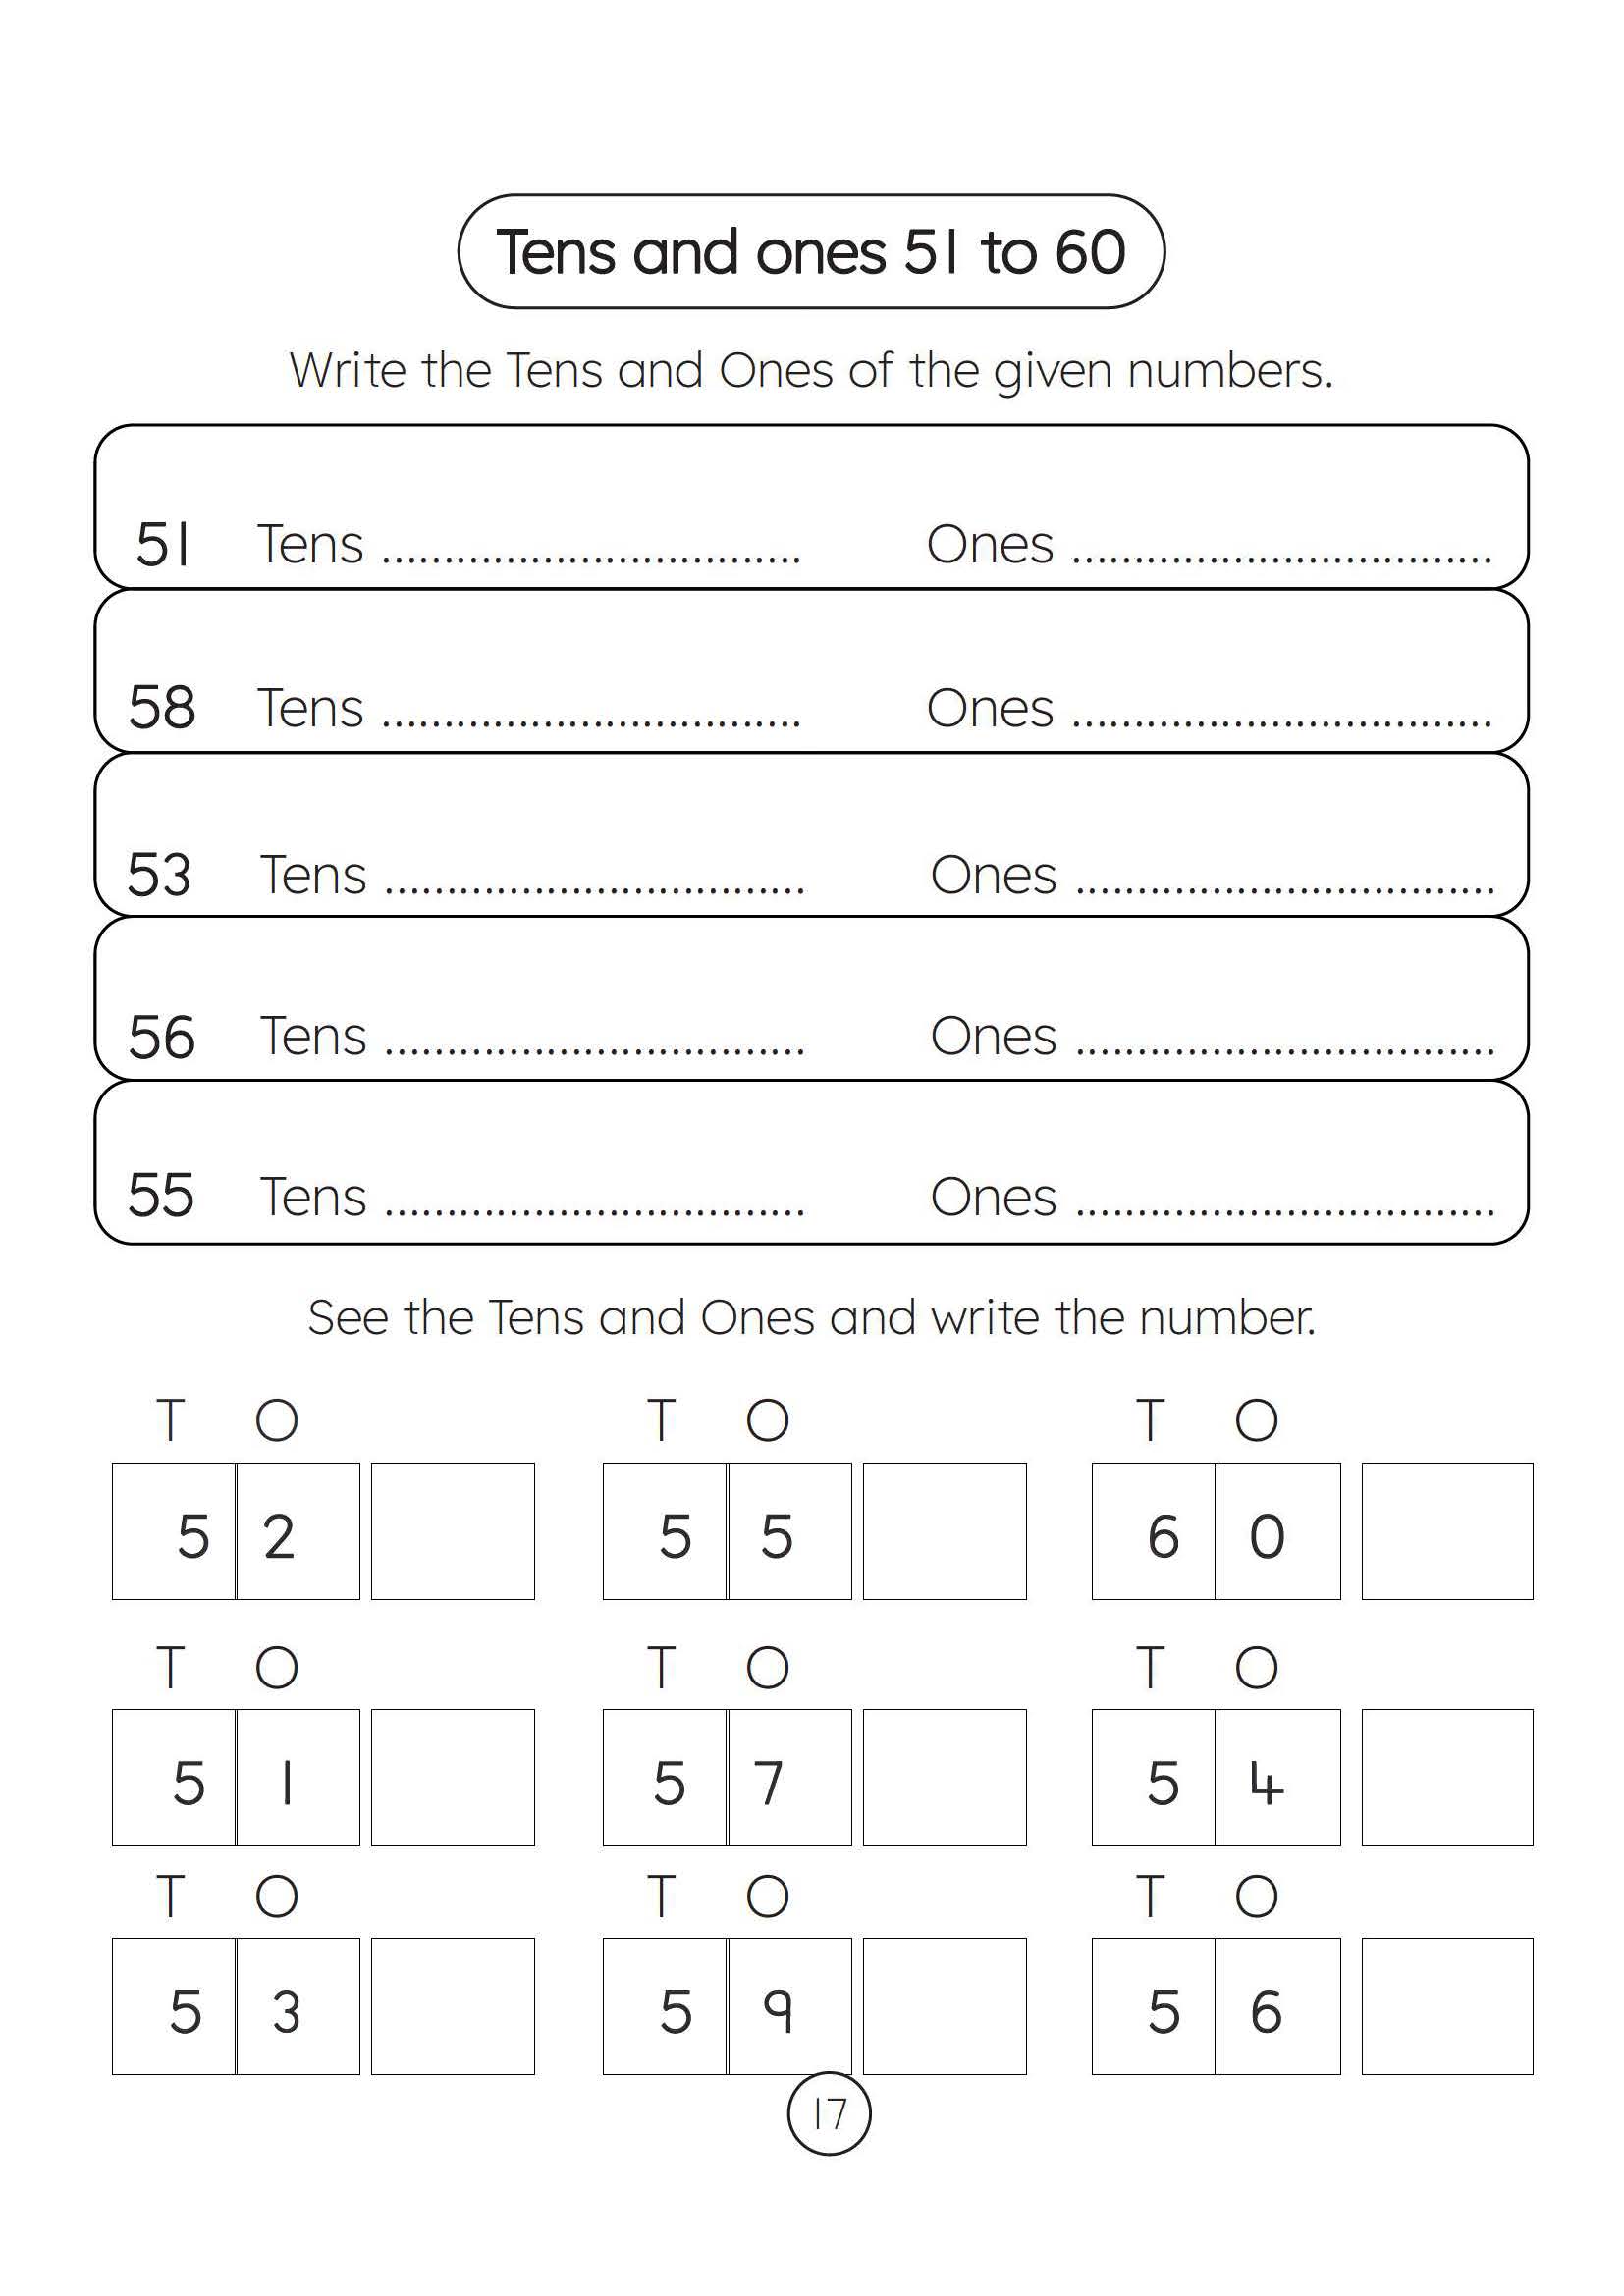 Tens and ones 51 to 60
Write the Tens and Ones of the given numbers.
51 Tens .................................. Ones ..................................
58 Tens .................................. Ones ..................................
53 Tens .................................. Ones ..................................
56 Tens .................................. Ones ..................................
55 Tens .................................. Ones ..................................
See the Tens and Ones and write the number.
T O T O T O
5 2 5 5 6 0
T O T O T O
5 1 5 7 5 4
T O T O T O
5 3 5 9 5 6
17